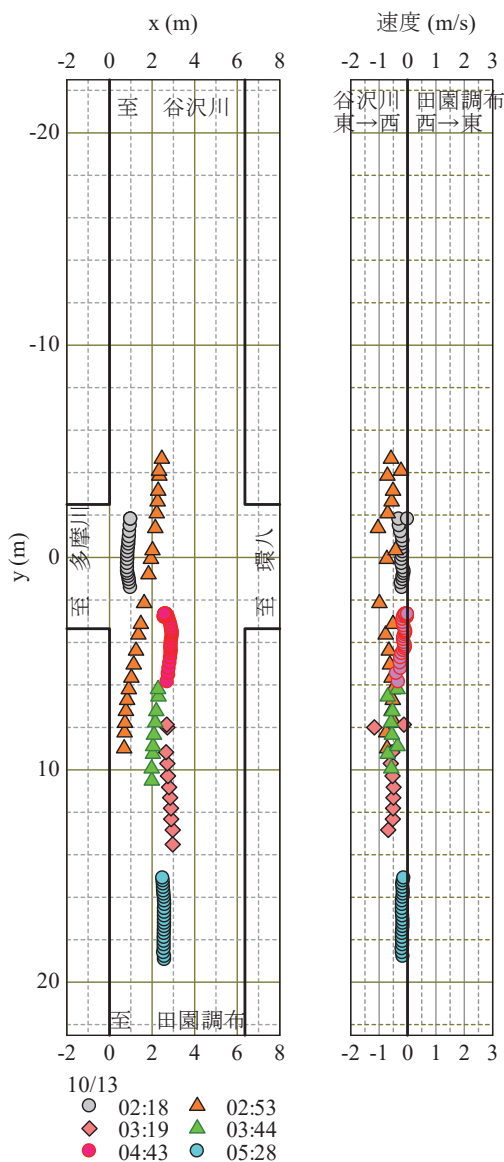 x (m)
速度 (m/s)
-2 0 2 4 6 8
-2 -1 0 1 2 3
至 谷沢川
谷沢川 田園調布
東→西 西→東
-20
-10
0
10
20
y (m)
至 多摩川
至 環八
至 田園調布
-2 0 2 4 6 8
-2 -1 0 1 2 3
10/13
02:18 02:53
03:19 03:44
04:43 05:28